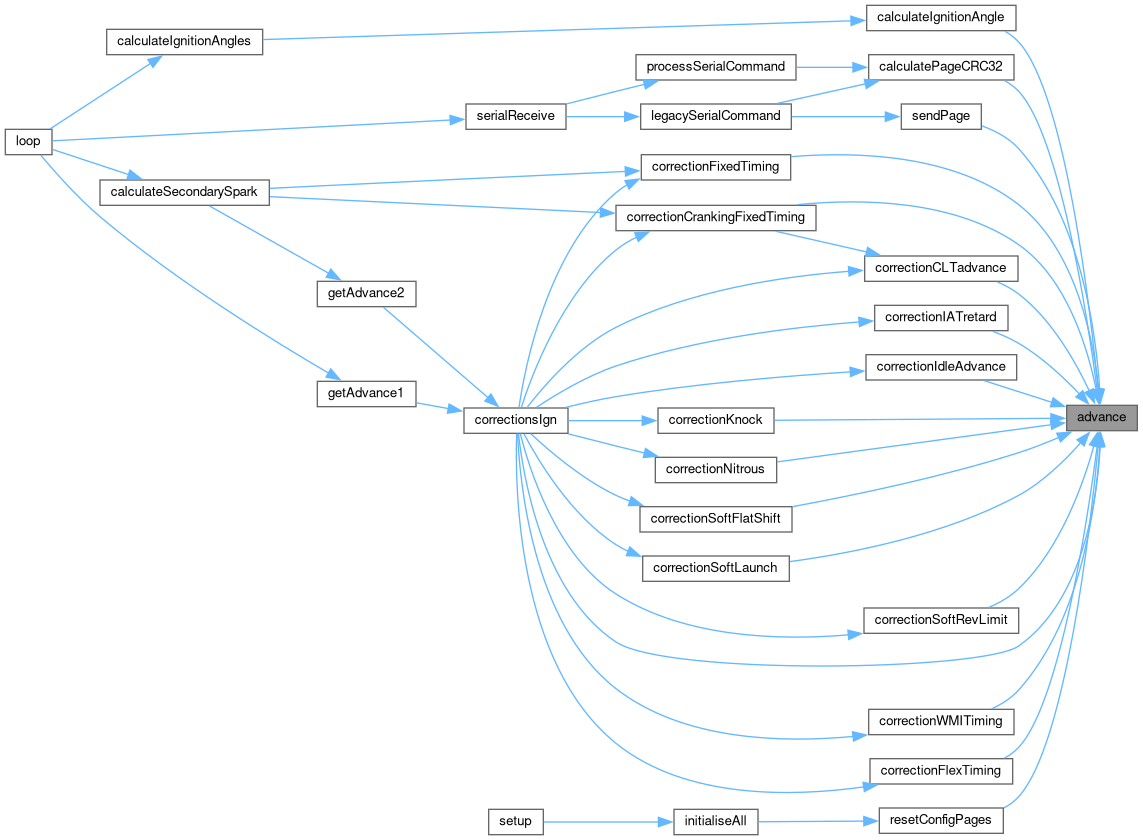 calculateIgnitionAngle
calculateIgnitionAngles
processSerialCommand
calculatePageCRC32
serialReceive
legacySerialCommand
sendPage
loop
correctionFixedTiming
calculateSecondarySpark
correctionCrankingFixedTiming
correctionCLTadvance
getAdvance2
correctionIATretard
correctionIdleAdvance
getAdvance1
correctionsIgn
correctionKnock
advance
correctionNitrous
correctionSoftFlatShift
correctionSoftLaunch
correctionSoftRevLimit
correctionWMITiming
correctionFlexTiming
setup
initialiseAll
resetConfigPages